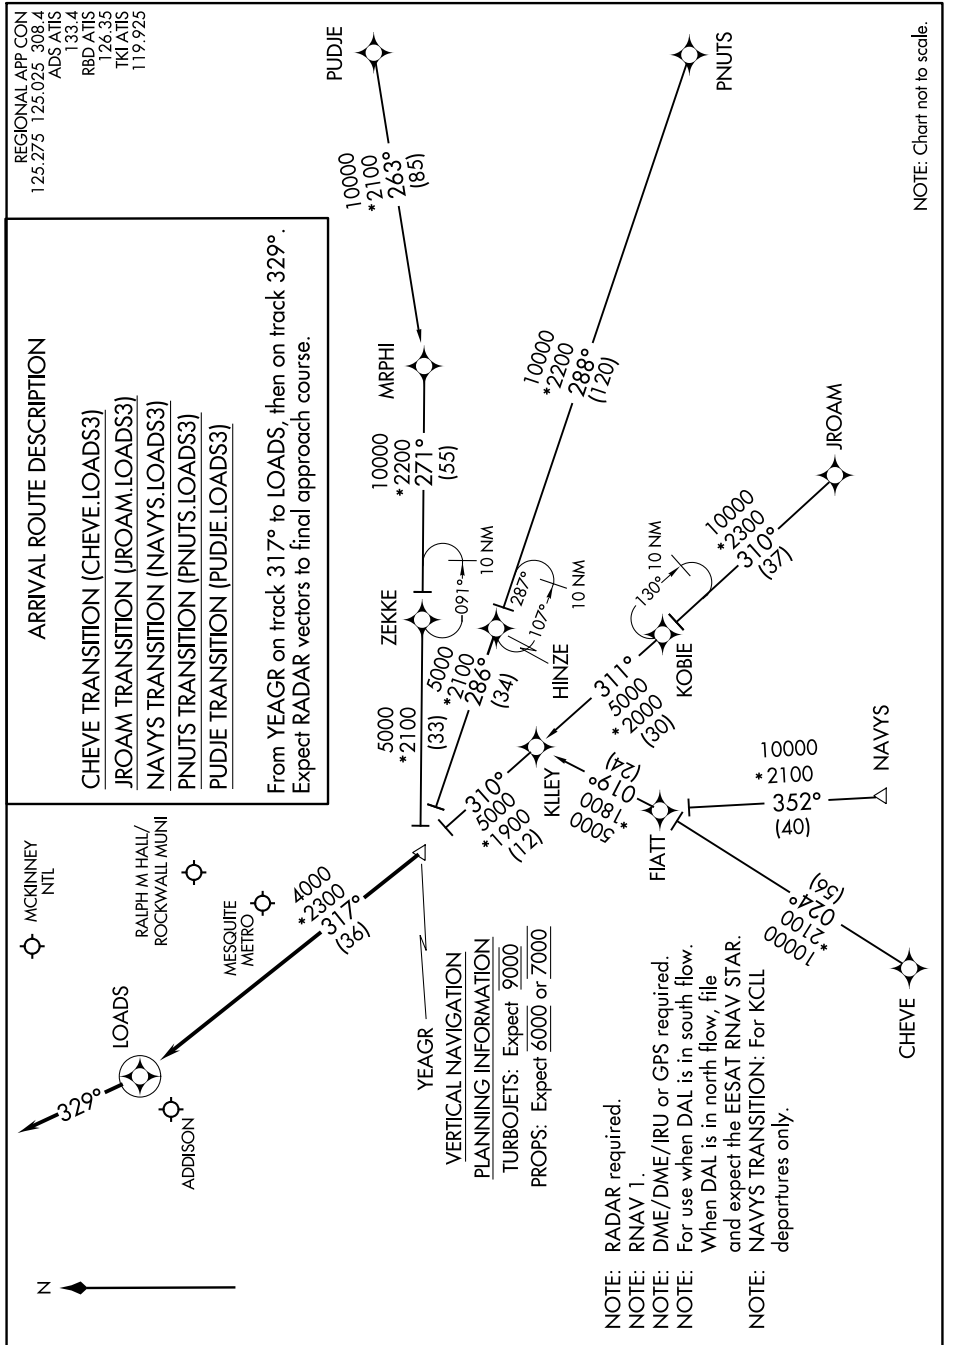 REGIONAL APP CON
125.275 125.025 308.4
ADS ATIS
133.4
RBD ATIS
126.35
TKI ATIS
119.925
ARRIVAL ROUTE DESCRIPTION
CHEVE TRANSITION (CHEVE.LOADS3)
JROAM TRANSITION (JROAM.LOADS3)
NAVYS TRANSITION (NAVYS.LOADS3)
PNUTS TRANSITION (PNUTS.LOADS3)
PUDJE TRANSITION (PUDJE.LOADS3)
From YEAGR on track 317° to LOADS, then on track 329°.
Expect RADAR vectors to final approach course.
N
MCKINNEY
NTL
RALPH M HALL/
ROCKWALL MUNI
MESQUITE
METRO
LOADS
ADDISON
329°
4000
*2300
317°
(36)
YEAGR
PUDJE
10000
*2100
263°
(85)
MRPHI
10000
*2200
271°
(55)
ZEKKE
091°
10 NM
5000
*2100
(33)
PNUTS
10000
*2200
288°
(120)
HINZE
287°
107°
10 NM
5000
*2100
286°
(34)
JROAM
10000
*2300
310°
(37)
KOBIE
130°
10 NM
311°
5000
*2000
(30)
KLLEY
310°
5000
*1900
(12)
(24)
019°
*1800
5000
FIATT
NAVYS
10000
*2100
352°
(40)
CHEVE
(56)
024°
*2100
10000
VERTICAL NAVIGATION
PLANNING INFORMATION
TURBOJETS: Expect 9000
PROPS: Expect 6000 or 7000
NOTE: RADAR required.
NOTE: RNAV 1.
NOTE: DME/DME/IRU or GPS required.
NOTE: For use when DAL is in south flow.
When DAL is in north flow, file
and expect the EESAT RNAV STAR.
NOTE: NAVYS TRANSITION: For KCLL
departures only.
NOTE: Chart not to scale.